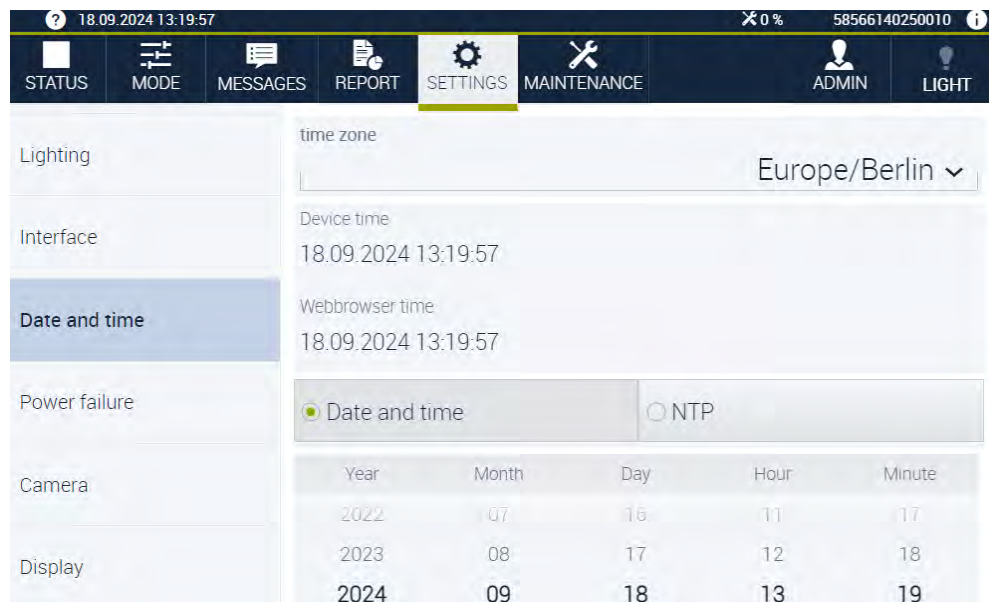 ? 18.09.2024 13:19:57 0 % 58566140250010 i
STATUS MODE MESSAGES REPORT SETTINGS MAINTENANCE ADMIN LIGHT
Lighting
Interface
Date and time
Power failure
Camera
Display
time zone
Europe/Berlin
Device time
18.09.2024 13:19:57
Webbrowser time
18.09.2024 13:19:57
Date and time NTP
Year Month Day Hour Minute
2022 07 16 11 17
2023 08 17 12 18
2024 09 18 13 19